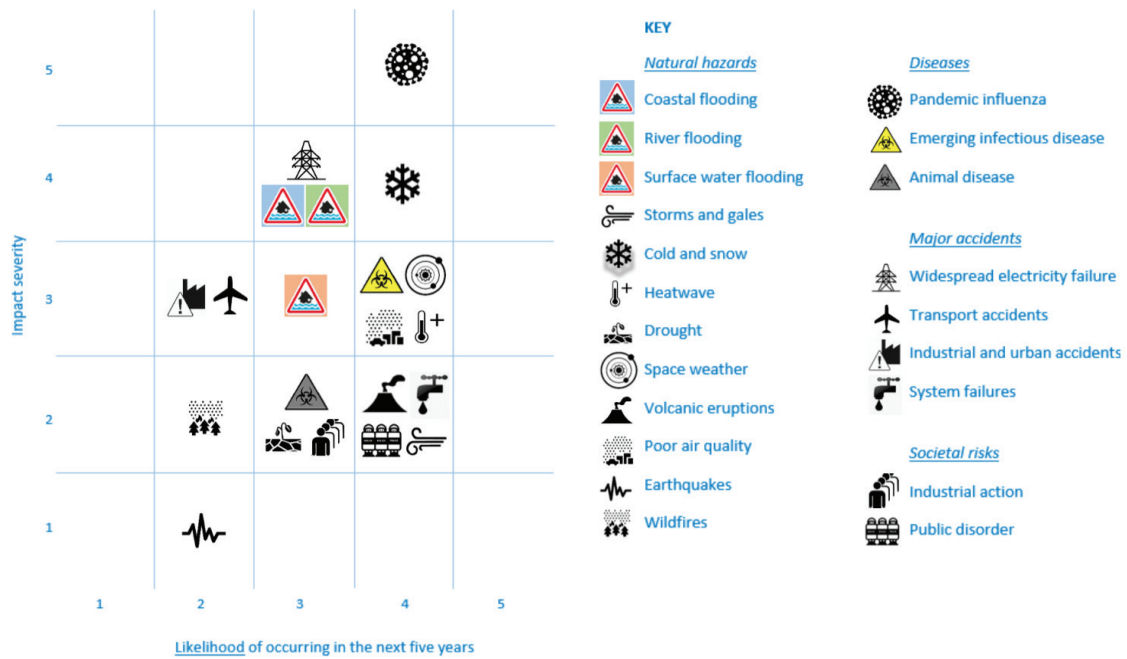 Impact severity
5
4
3
2
1
1 2 3 4 5
Likelihood of occurring in the next five years
KEY
Natural hazards
Coastal flooding
River flooding
Surface water flooding
Storms and gales
Cold and snow
Heatwave
Drought
Space weather
Volcanic eruptions
Poor air quality
Earthquakes
Wildfires
Diseases
Pandemic influenza
Emerging infectious disease
Animal disease
Major accidents
Widespread electricity failure
Transport accidents
Industrial and urban accidents
System failures
Societal risks
Industrial action
Public disorder